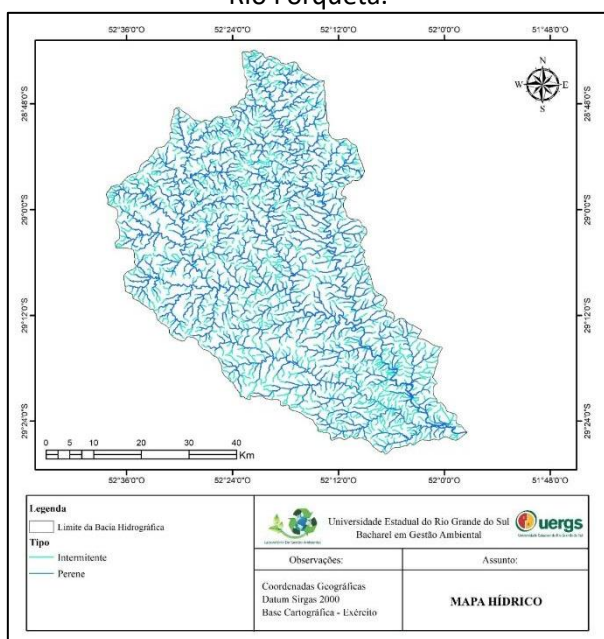 Rio Forqueta.
52°36'0"O 52°24'0"O 52°12'0"O 52°0'0"O 51°48'0"O
N
W E
S
28°48'0"S 28°48'0"S
29°0'0"S 29°0'0"S
29°12'0"S 29°12'0"S
29°24'0"S 29°24'0"S
0 5 10 20 30 40
Km
52°36'0"O 52°24'0"O 52°12'0"O 52°0'0"O 51°48'0"O
Legenda
Limite da Bacia Hidrográfica
Tipo
Intermitente
Perene
Universidade Estadual do Rio Grande do Sul
Bacharel em Gestão Ambiental
uergs
Observações:
Assunto:
Coordenadas Geográficas
Datum Sirgas 2000
Base Cartográfica - Exército
MAPA HÍDRICO